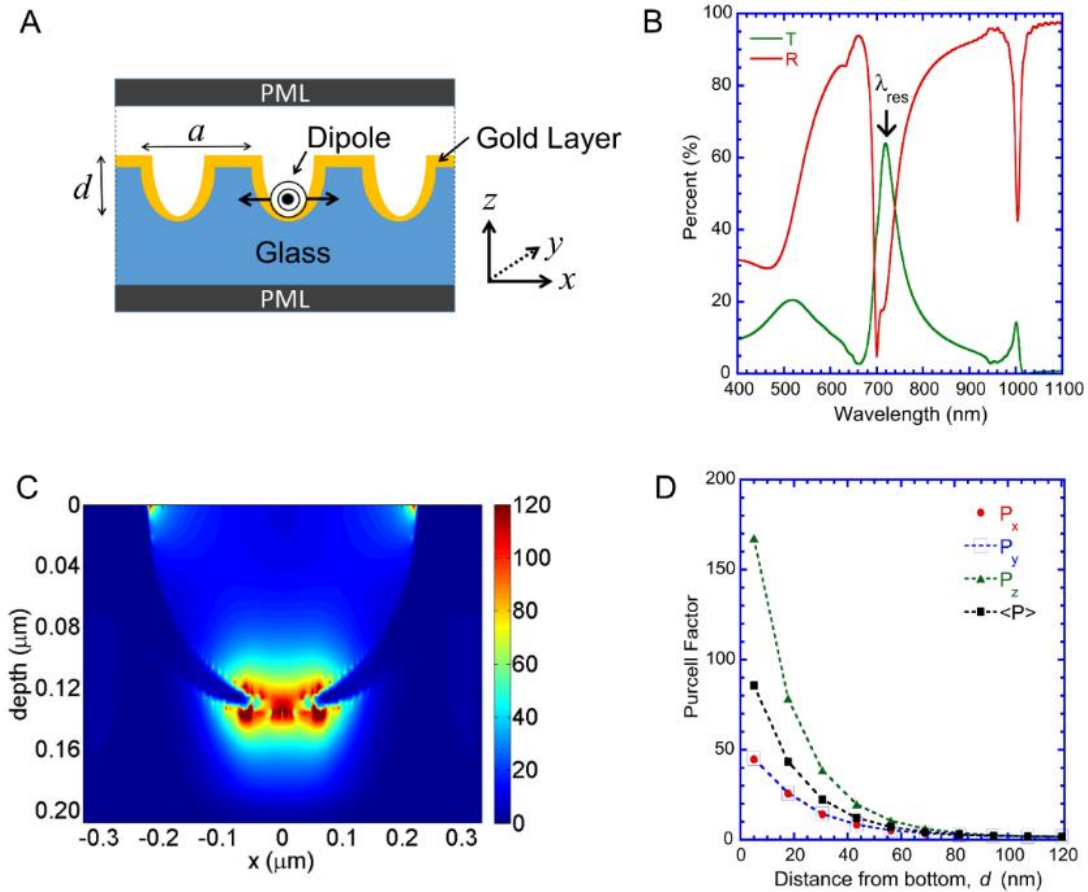 A
PML
a
Dipole
Gold Layer
d
Glass
z
y
x
PML
B
100
80
60
40
20
0
Percent (%)
T
R
λres
400 500 600 700 800 900 1000 1100
Wavelength (nm)
C
0
0.04
0.08
0.12
0.16
0.20
depth (μm)
-0.3 -0.2 -0.1 0 0.1 0.2 0.3
x (μm)
120
100
80
60
40
20
0
D
200
150
100
50
0
Purcell Factor
Px
Py
Pz
<P>
0 20 40 60 80 100 120
Distance from bottom, d (nm)